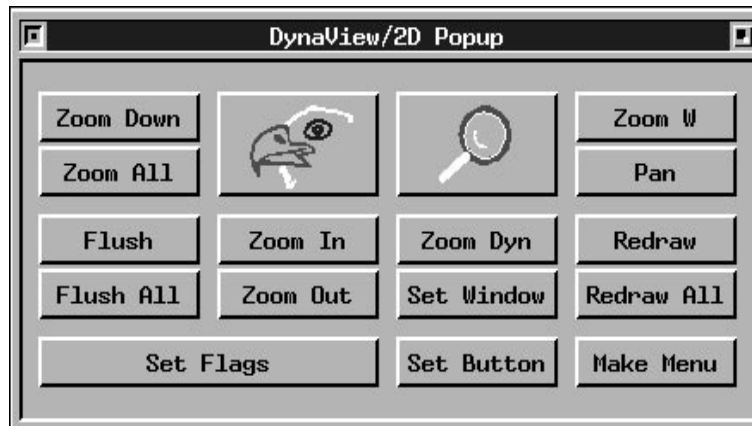 DynaView/2D Popup
Zoom Down
Zoom W
Zoom All
Pan
Flush
Zoom In
Zoom Dyn
Redraw
Flush All
Zoom Out
Set Window
Redraw All
Set Flags
Set Button
Make Menu